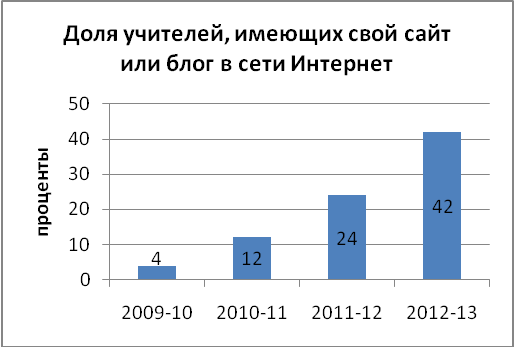 Доля учителей, имеющих свой сайт
или блог в сети Интернет
проценты
50
40
30
20
10
0
4
12
24
42
2009-10 2010-11 2011-12 2012-13